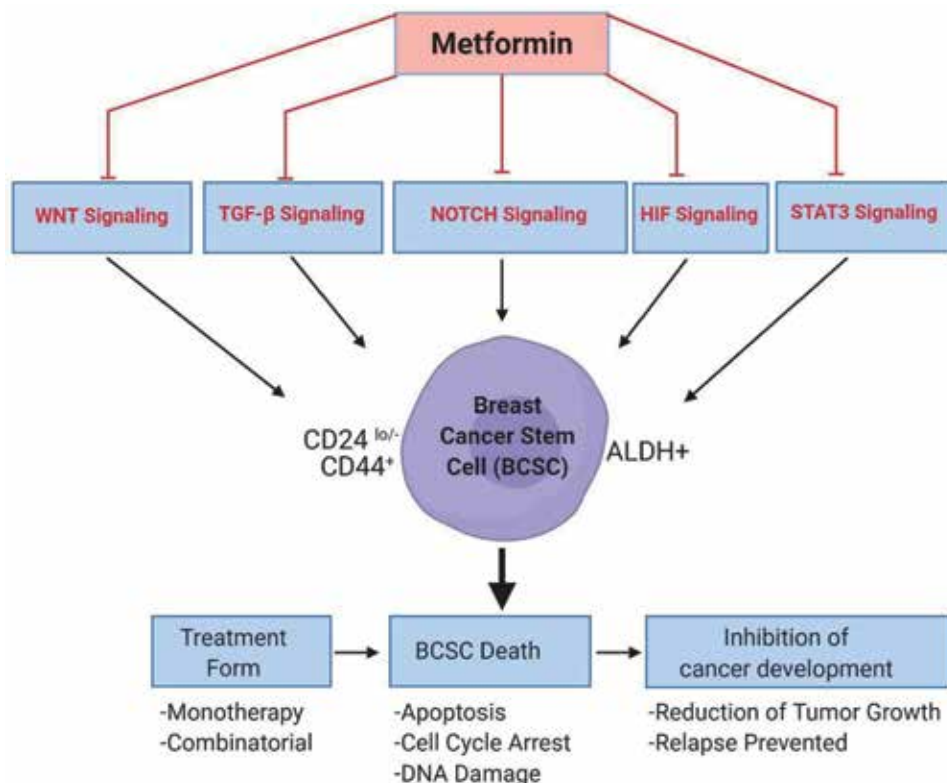 Metformin
WNT Signaling
TGF-β Signaling
NOTCH Signaling
HIF Signaling
STAT3 Signaling
Breast
Cancer Stem
Cell (BCSC)
CD24 lo/-
CD44+
ALDH+
Treatment
Form
BCSC Death
Inhibition of
cancer development
-Monotherapy
-Combinatorial
-Apoptosis
-Cell Cycle Arrest
-DNA Damage
-Reduction of Tumor Growth
-Relapse Prevented